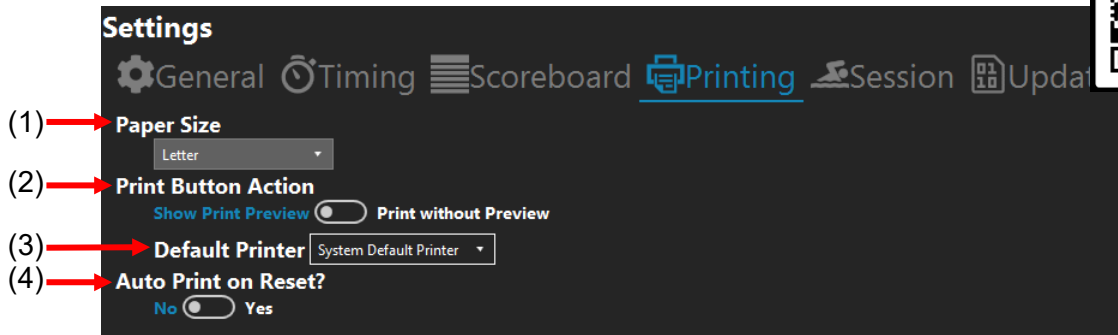 Settings
General Timing Scoreboard Printing Session Updat
(1) Paper Size
Letter
(2) Print Button Action
Show Print Preview Print without Preview
(3) Default Printer System Default Printer
(4) Auto Print on Reset?
No Yes